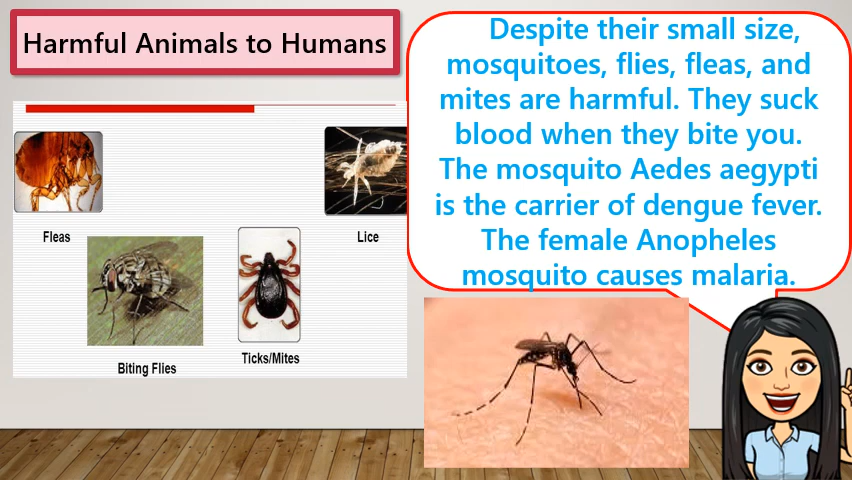 Harmful Animals to Humans
Despite their small size,
mosquitoes, flies, fleas, and
mites are harmful. They suck
blood when they bite you.
The mosquito Aedes aegypti
is the carrier of dengue fever.
The female Anopheles
mosquito causes malaria.
Fleas
Lice
Biting Flies
Ticks/Mites